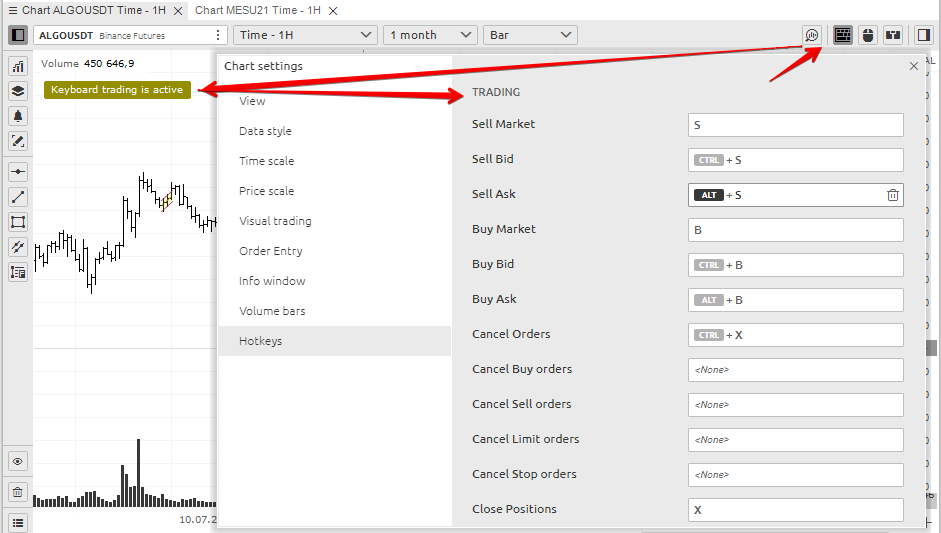 Chart ALGOUSDT Time - 1H
Chart MESU21 Time - 1H
ALGOUSDT Binance Futures
Time - 1H
1 month
Bar
Volume 450 646,9
Keyboard trading is active
Chart settings
View
Data style
Time scale
Price scale
Visual trading
Order Entry
Info window
Volume bars
Hotkeys
TRADING
Sell Market S
Sell Bid CTRL + S
Sell Ask ALT + S
Buy Market B
Buy Bid CTRL + B
Buy Ask ALT + B
Cancel Orders CTRL + X
Cancel Buy orders <None>
Cancel Sell orders <None>
Cancel Limit orders <None>
Cancel Stop orders <None>
Close Positions X
10.07.2